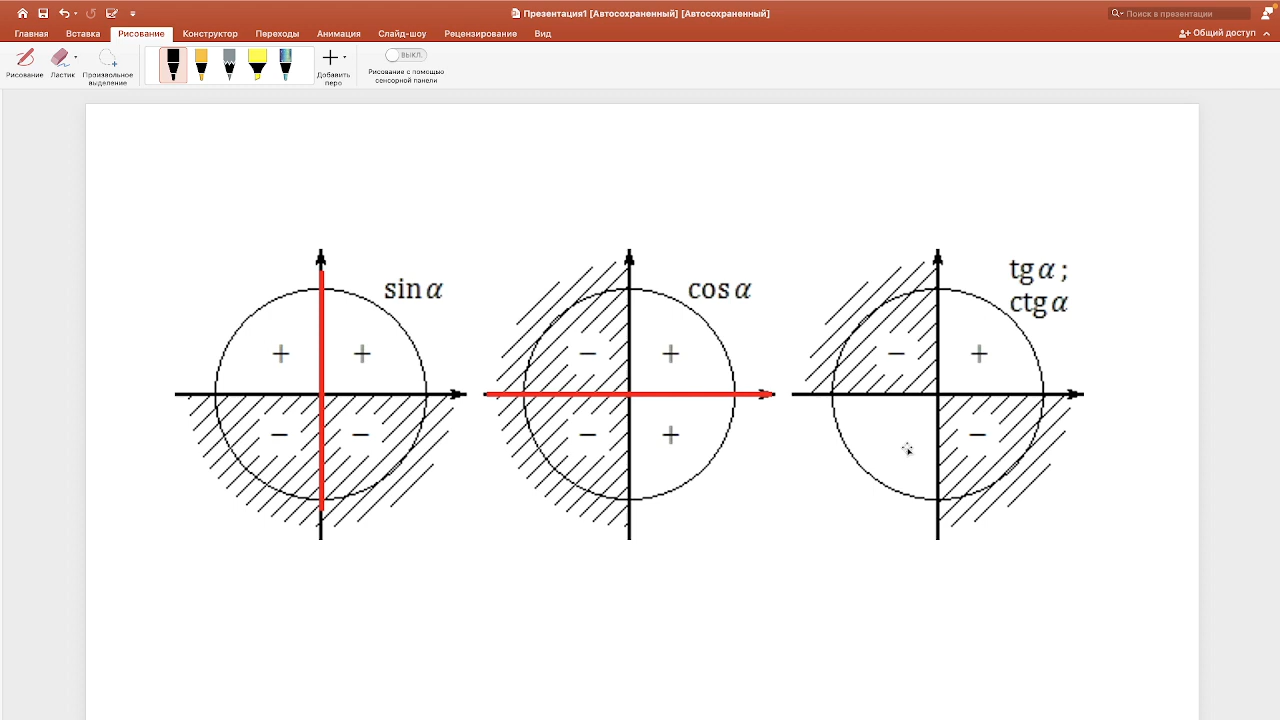 Презентация1 [Автосохраненный] [Автосохраненный]
Поиск в презентации
Главная Вставка Рисование Конструктор Переходы Анимация Слайд-шоу Рецензирование Вид
Общий доступ
ВЫКЛ.
Рисование Ластик Произвольное выделение Добавить перо Рисование с помощью сенсорной панели
sin α
+ +
− −
cos α
− +
− +
tg α ;
ctg α
− +
−